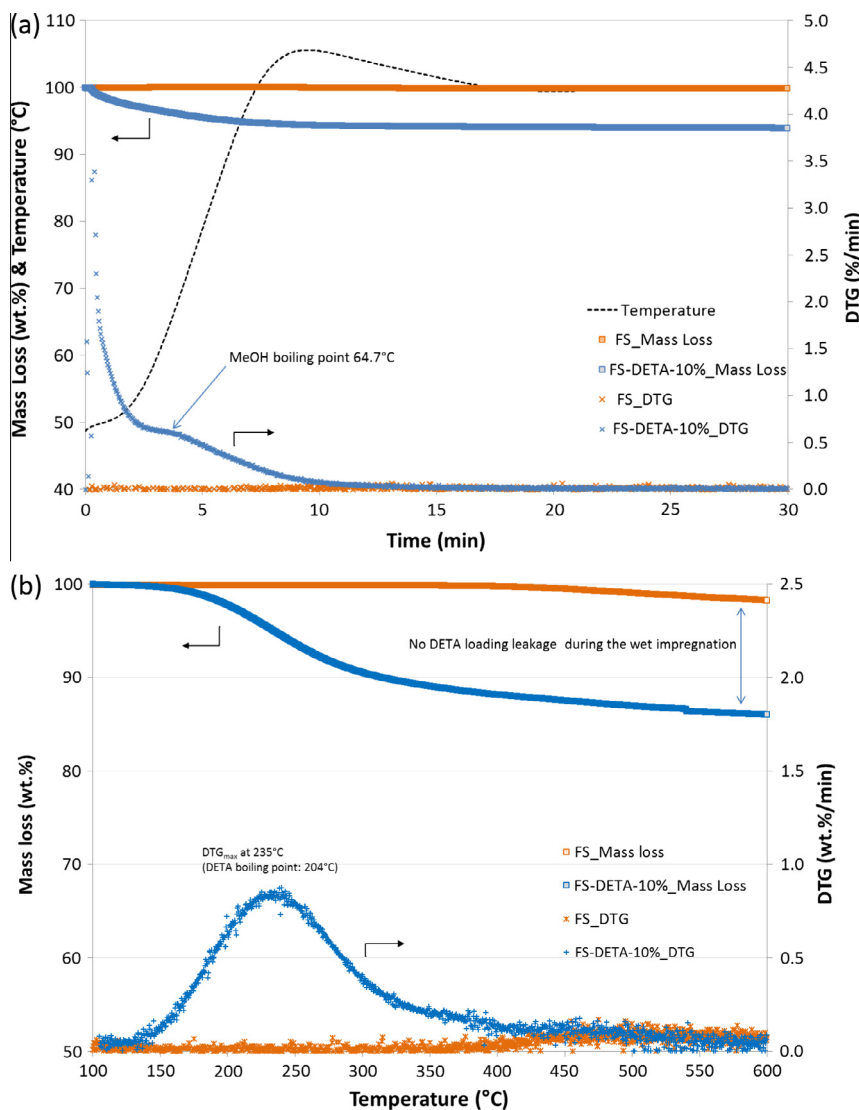 (a)
110
100
90
80
70
60
50
40
Mass Loss (wt.%) & Temperature (°C)
5.0
4.5
4.0
3.5
3.0
2.5
2.0
1.5
1.0
0.5
0.0
DTG (%/min)
MeOH boiling point 64.7°C
Temperature
FS_Mass Loss
FS-DETA-10%_Mass Loss
FS_DTG
FS-DETA-10%_DTG
0 5 10 15 20 25 30
Time (min)
(b)
100
90
80
70
60
50
Mass loss (wt.%)
2.5
2.0
1.5
1.0
0.5
0.0
DTG (wt.%/min)
No DETA loading leakage during the wet impregnation
DTGmax at 235°C
(DETA boiling point: 204°C)
FS_Mass loss
FS-DETA-10%_Mass Loss
FS_DTG
FS-DETA-10%_DTG
100 150 200 250 300 350 400 450 500 550 600
Temperature (°C)